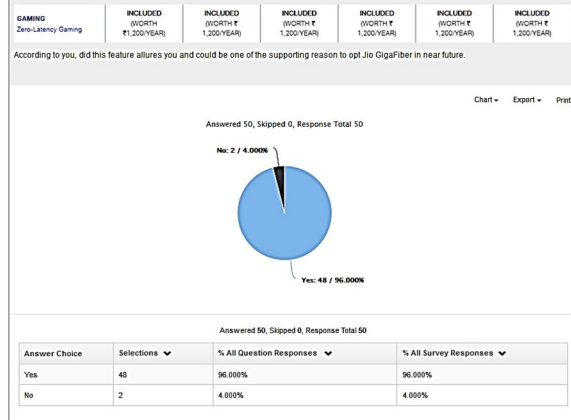 GAMING
Zero-Latency Gaming
INCLUDED
(WORTH
₹1,200/YEAR)
INCLUDED
(WORTH ₹
1,200/YEAR)
INCLUDED
(WORTH ₹
1,200/YEAR)
INCLUDED
(WORTH ₹
1,200/YEAR)
INCLUDED
(WORTH ₹
1,200/YEAR)
INCLUDED
(WORTH ₹
1,200/YEAR)
According to you, did this feature allures you and could be one of the supporting reason to opt Jio GigaFiber in near future.
Chart Export Print
Answered 50, Skipped 0, Response Total 50
No: 2 / 4.000%
Yes: 48 / 96.000%
Answered 50, Skipped 0, Response Total 50
Answer Choice Selections % All Question Responses % All Survey Responses
Yes 48 96.000% 96.000%
No 2 4.000% 4.000%